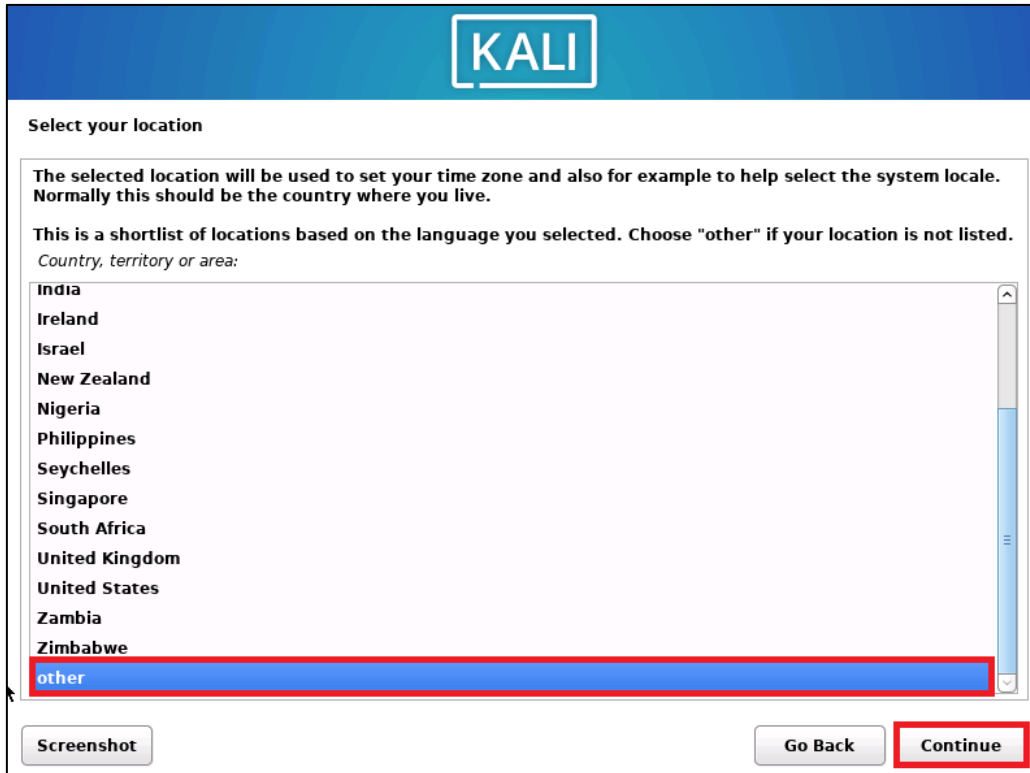 KALI
Select your location
The selected location will be used to set your time zone and also for example to help select the system locale.
Normally this should be the country where you live.
This is a shortlist of locations based on the language you selected. Choose "other" if your location is not listed.
Country, territory or area:
India
Ireland
Israel
New Zealand
Nigeria
Philippines
Seychelles
Singapore
South Africa
United Kingdom
United States
Zambia
Zimbabwe
other
Screenshot Go Back Continue